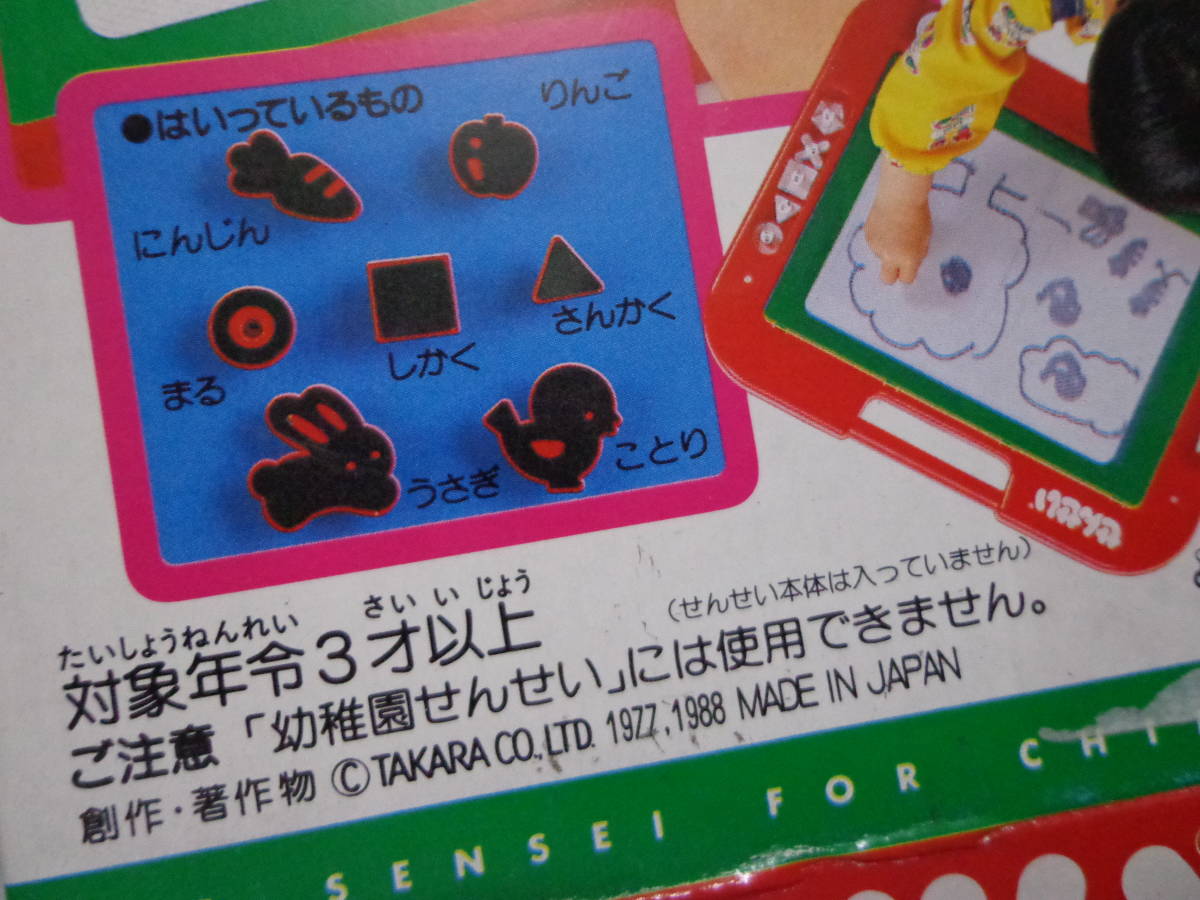 ●はいっているもの
りんご
にんじん
さんかく
しかく
まる
ことり
うさぎ
(せんせい本体は入っていません)
たいしょうねんれい さい い じょう
対象年令3才以上
ご注意 「幼稚園せんせい」には使用できません。
創作・著作物 ©TAKARA CO.,LTD. 1977,1988 MADE IN JAPAN
SENSEI FOR CHI
せんせい